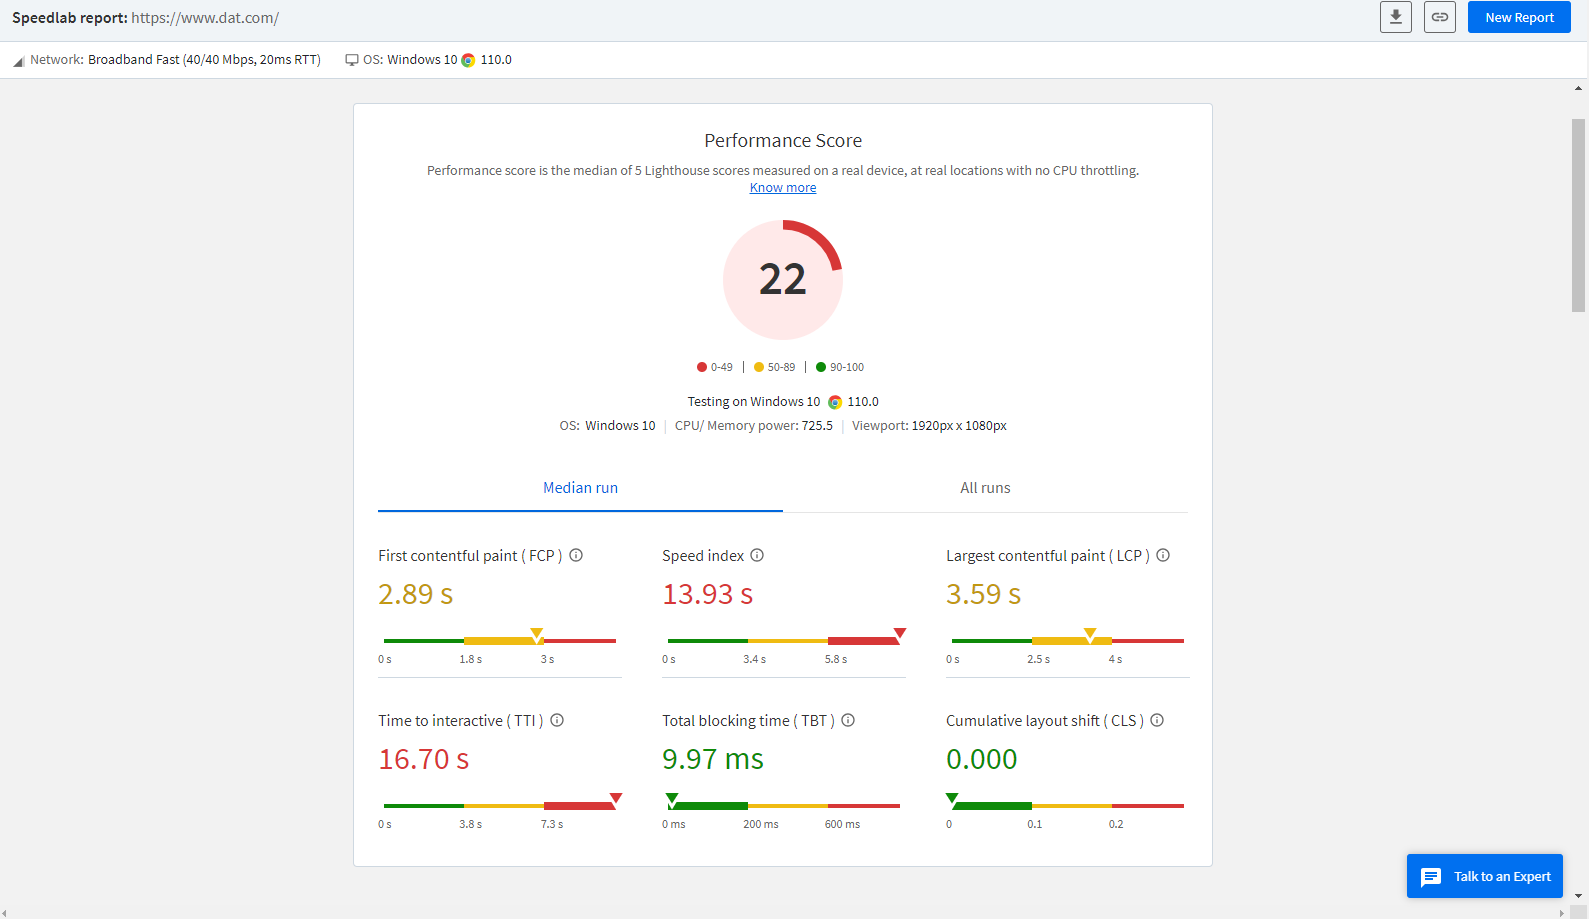 Speedlab report: https://www.dat.com/
New Report
Network: Broadband Fast (40/40 Mbps, 20ms RTT) OS: Windows 10 110.0
Performance Score
Performance score is the median of 5 Lighthouse scores measured on a real device, at real locations with no CPU throttling.
Know more
22
0-49 | 50-89 | 90-100
Testing on Windows 10 110.0
OS: Windows 10 | CPU/ Memory power: 725.5 | Viewport: 1920px x 1080px
Median run All runs
First contentful paint ( FCP ) Speed index Largest contentful paint ( LCP )
2.89 s 13.93 s 3.59 s
0 s 1.8 s 3 s 0 s 3.4 s 5.8 s 0 s 2.5 s 4 s
Time to interactive ( TTI ) Total blocking time ( TBT ) Cumulative layout shift ( CLS )
16.70 s 9.97 ms 0.000
0 s 3.8 s 7.3 s 0 ms 200 ms 600 ms 0 0.1 0.2
Talk to an Expert